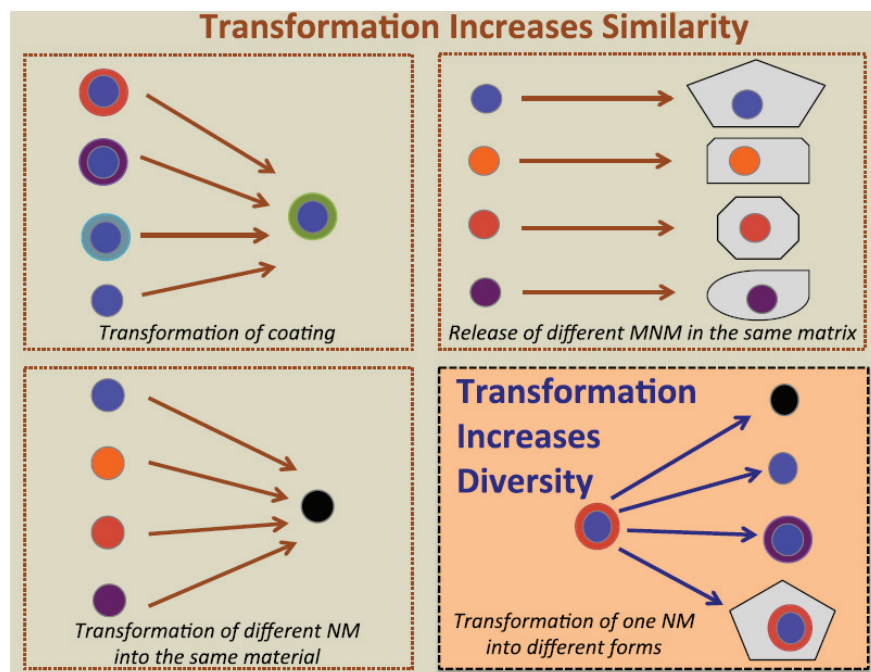 Transformation Increases Similarity
Transformation of coating
Release of different MNM in the same matrix
Transformation of different NM
into the same material
Transformation
Increases
Diversity
Transformation of one NM
into different forms